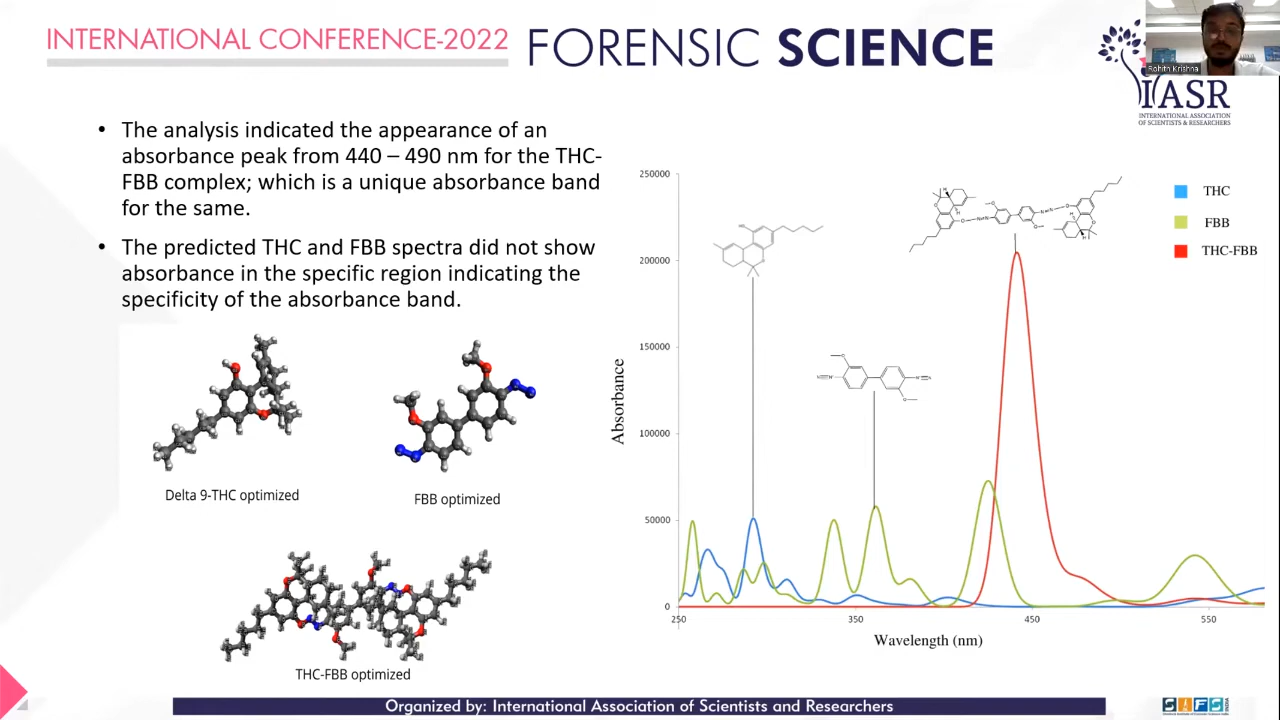 INTERNATIONAL CONFERENCE-2022 FORENSIC SCIENCE
Rohith Krishna
IASR
INTERNATIONAL ASSOCIATION
OF SCIENTISTS & RESEARCHERS
• The analysis indicated the appearance of an
absorbance peak from 440 – 490 nm for the THC-
FBB complex; which is a unique absorbance band
for the same.
• The predicted THC and FBB spectra did not show
absorbance in the specific region indicating the
specificity of the absorbance band.
Delta 9-THC optimized
FBB optimized
THC-FBB optimized
250000
200000
150000
100000
50000
0
Absorbance
250
350
450
550
Wavelength (nm)
THC
FBB
THC-FBB
Organized by: International Association of Scientists and Researchers
SIFS
INDIA